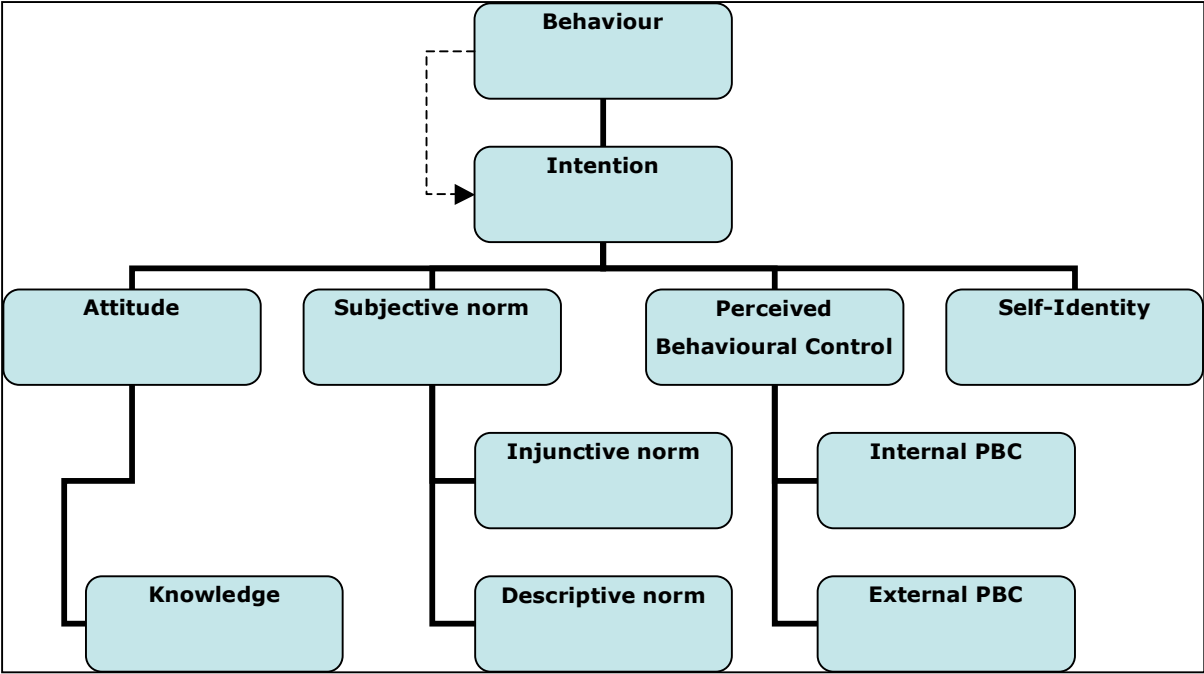 Behaviour
Intention
Attitude
Subjective norm
Perceived
Behavioural Control
Self-Identity
Injunctive norm
Internal PBC
Knowledge
Descriptive norm
External PBC